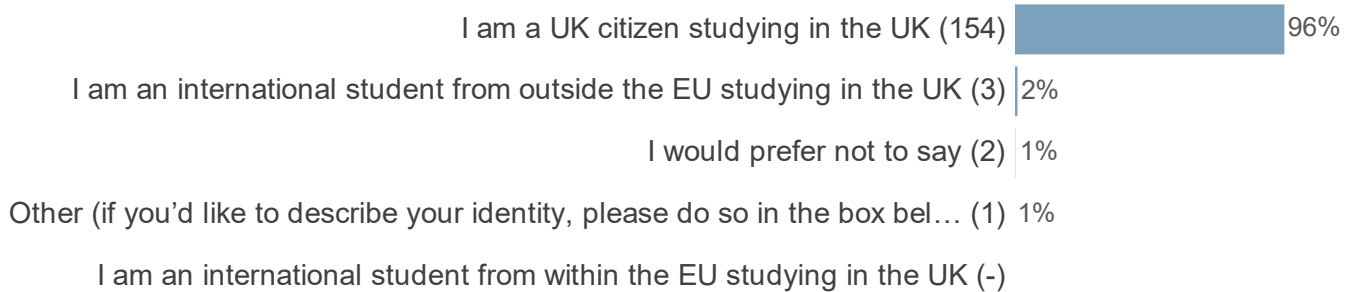 I am a UK citizen studying in the UK (154) 96%
I am an international student from outside the EU studying in the UK (3) 2%
I would prefer not to say (2) 1%
Other (if you’d like to describe your identity, please do so in the box bel… (1) 1%
I am an international student from within the EU studying in the UK (-)